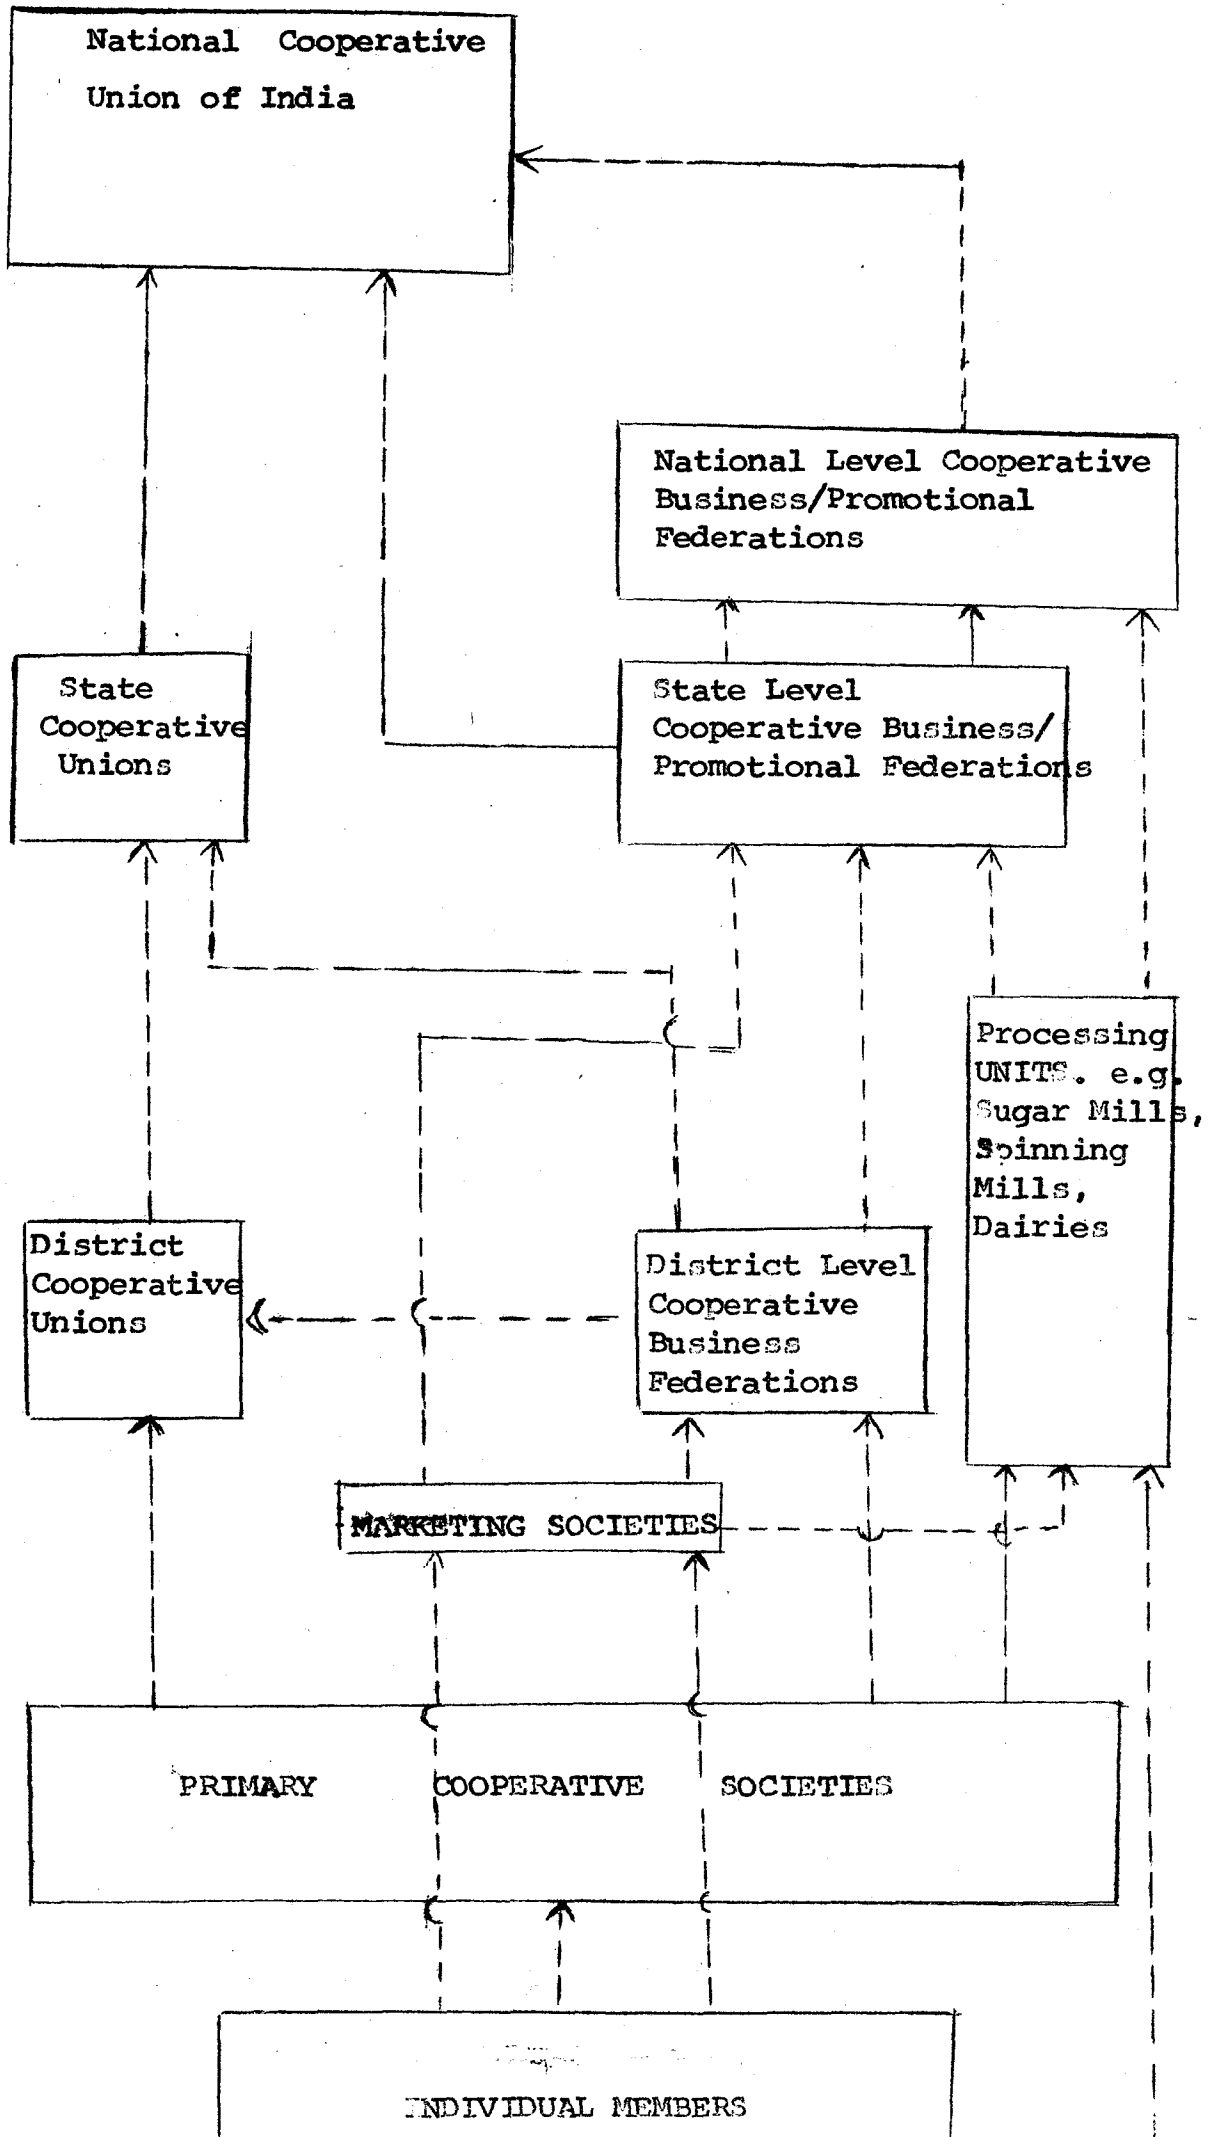 National Cooperative
Union of India
National Level Cooperative
Business/Promotional
Federations
State
Cooperative
Unions
State Level
Cooperative Business/
Promotional Federations
Processing
UNITS. e.g.
Sugar Mills,
Spinning
Mills,
Dairies
District
Cooperative
Unions
District Level
Cooperative
Business
Federations
MARKETING SOCIETIES
PRIMARY COOPERATIVE SOCIETIES
INDIVIDUAL MEMBERS